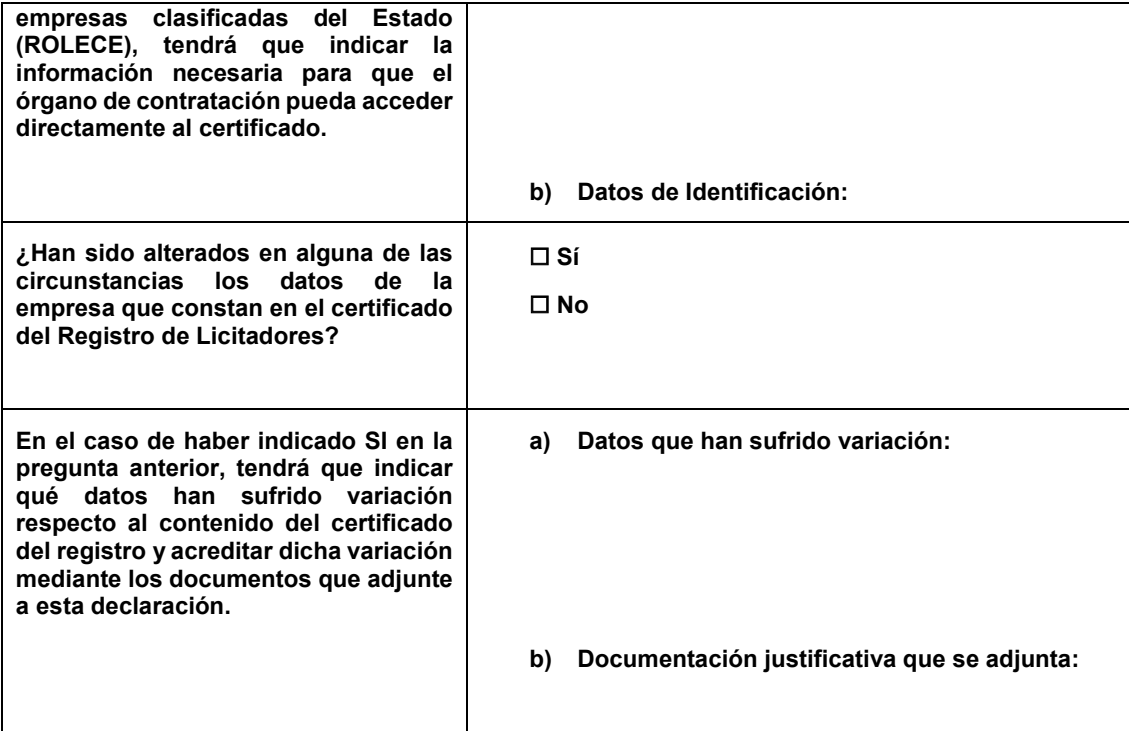 empresas clasificadas del Estado
(ROLECE), tendrá que indicar la
información necesaria para que el
órgano de contratación pueda acceder
directamente al certificado.
b) Datos de Identificación:
¿Han sido alterados en alguna de las
circunstancias los datos de la
empresa que constan en el certificado
del Registro de Licitadores?
☐ Sí
☐ No
En el caso de haber indicado SI en la
pregunta anterior, tendrá que indicar
qué datos han sufrido variación
respecto al contenido del certificado
del registro y acreditar dicha variación
mediante los documentos que adjunte
a esta declaración.
a) Datos que han sufrido variación:
b) Documentación justificativa que se adjunta: